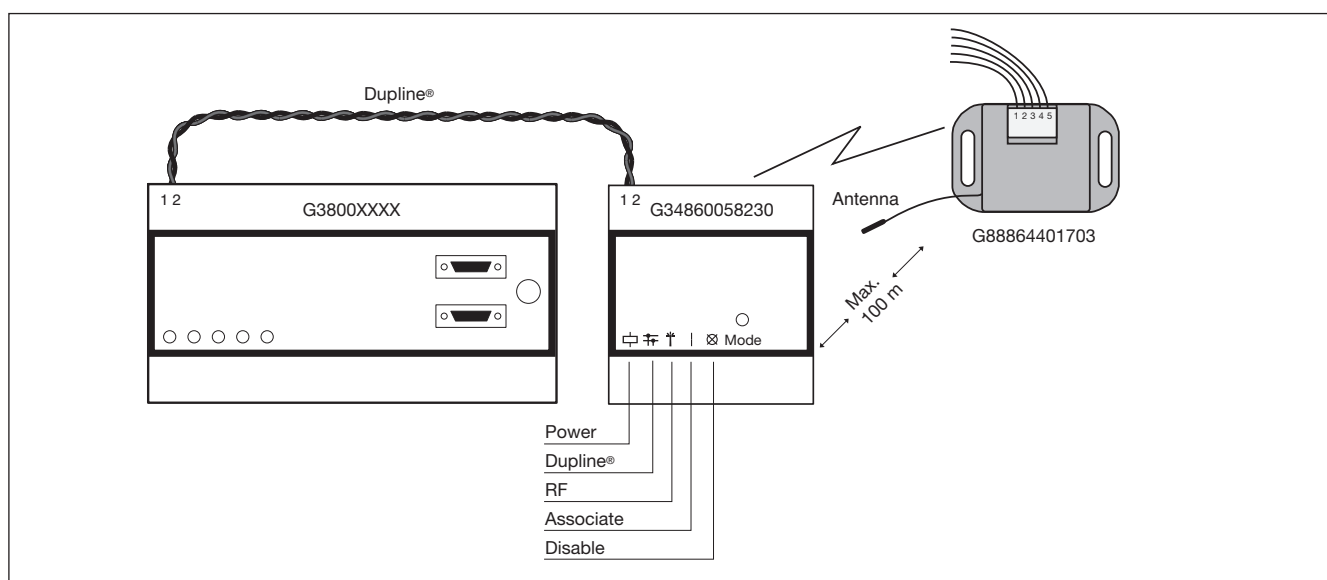 Dupline®
1 2
G3800XXXX
1 2
G34860058230
Mode
Power
Dupline®
RF
Associate
Disable
1 2 3 4 5
Antenna
G88864401703
Max.
100 m